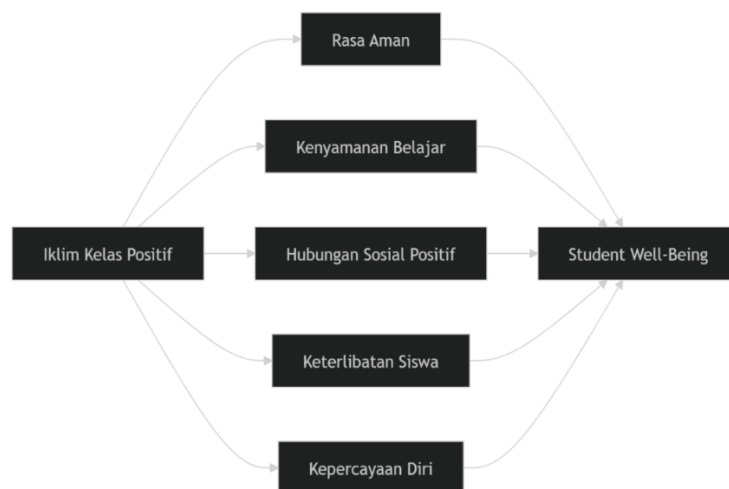 Rasa Aman
Kenyamanan Belajar
Iklim Kelas Positif
Hubungan Sosial Positif
Student Well-Being
Keterlibatan Siswa
Kepercayaan Diri